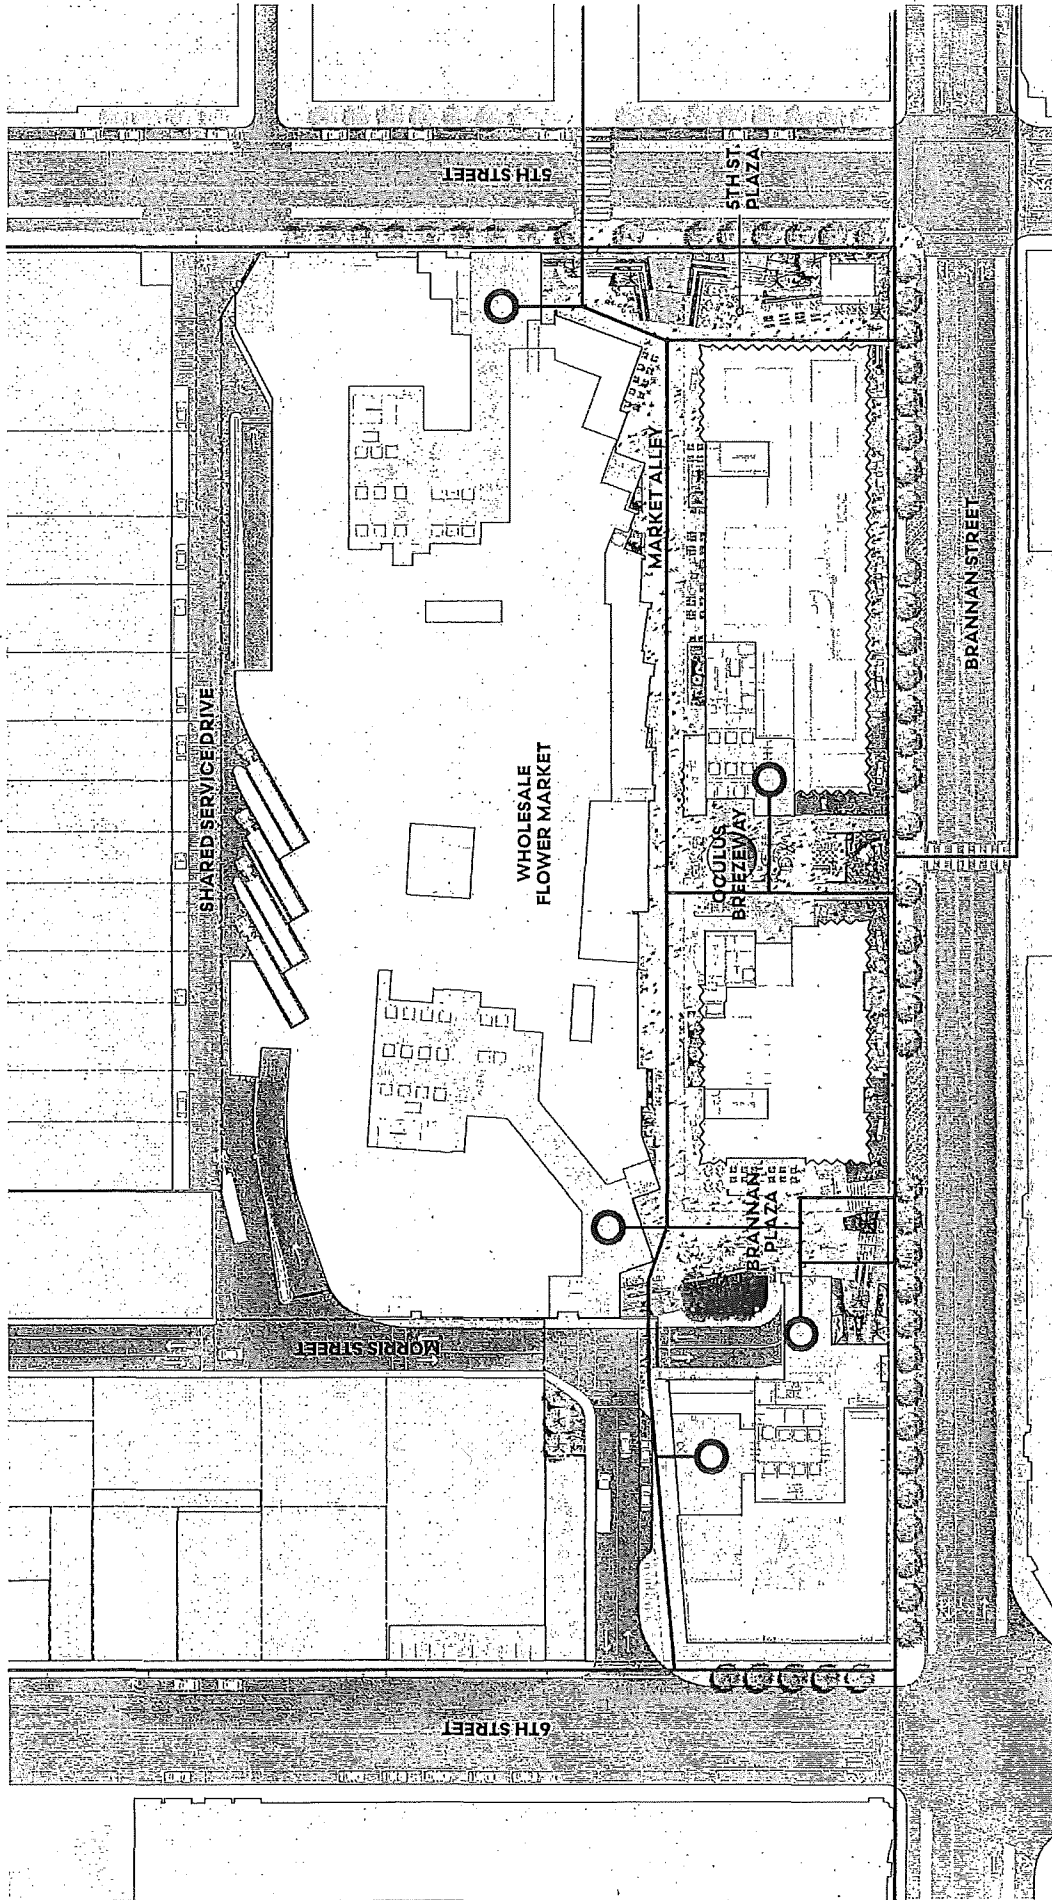 5TH STREET
5TH ST.
PLAZA
MARKET ALLEY
BRANNAN STREET
SHARED SERVICE DRIVE
WHOLESALE
FLOWER MARKET
OCULUS
BREEZEWAY
BRANNAN
PLAZA
MORRIS STREET
6TH STREET